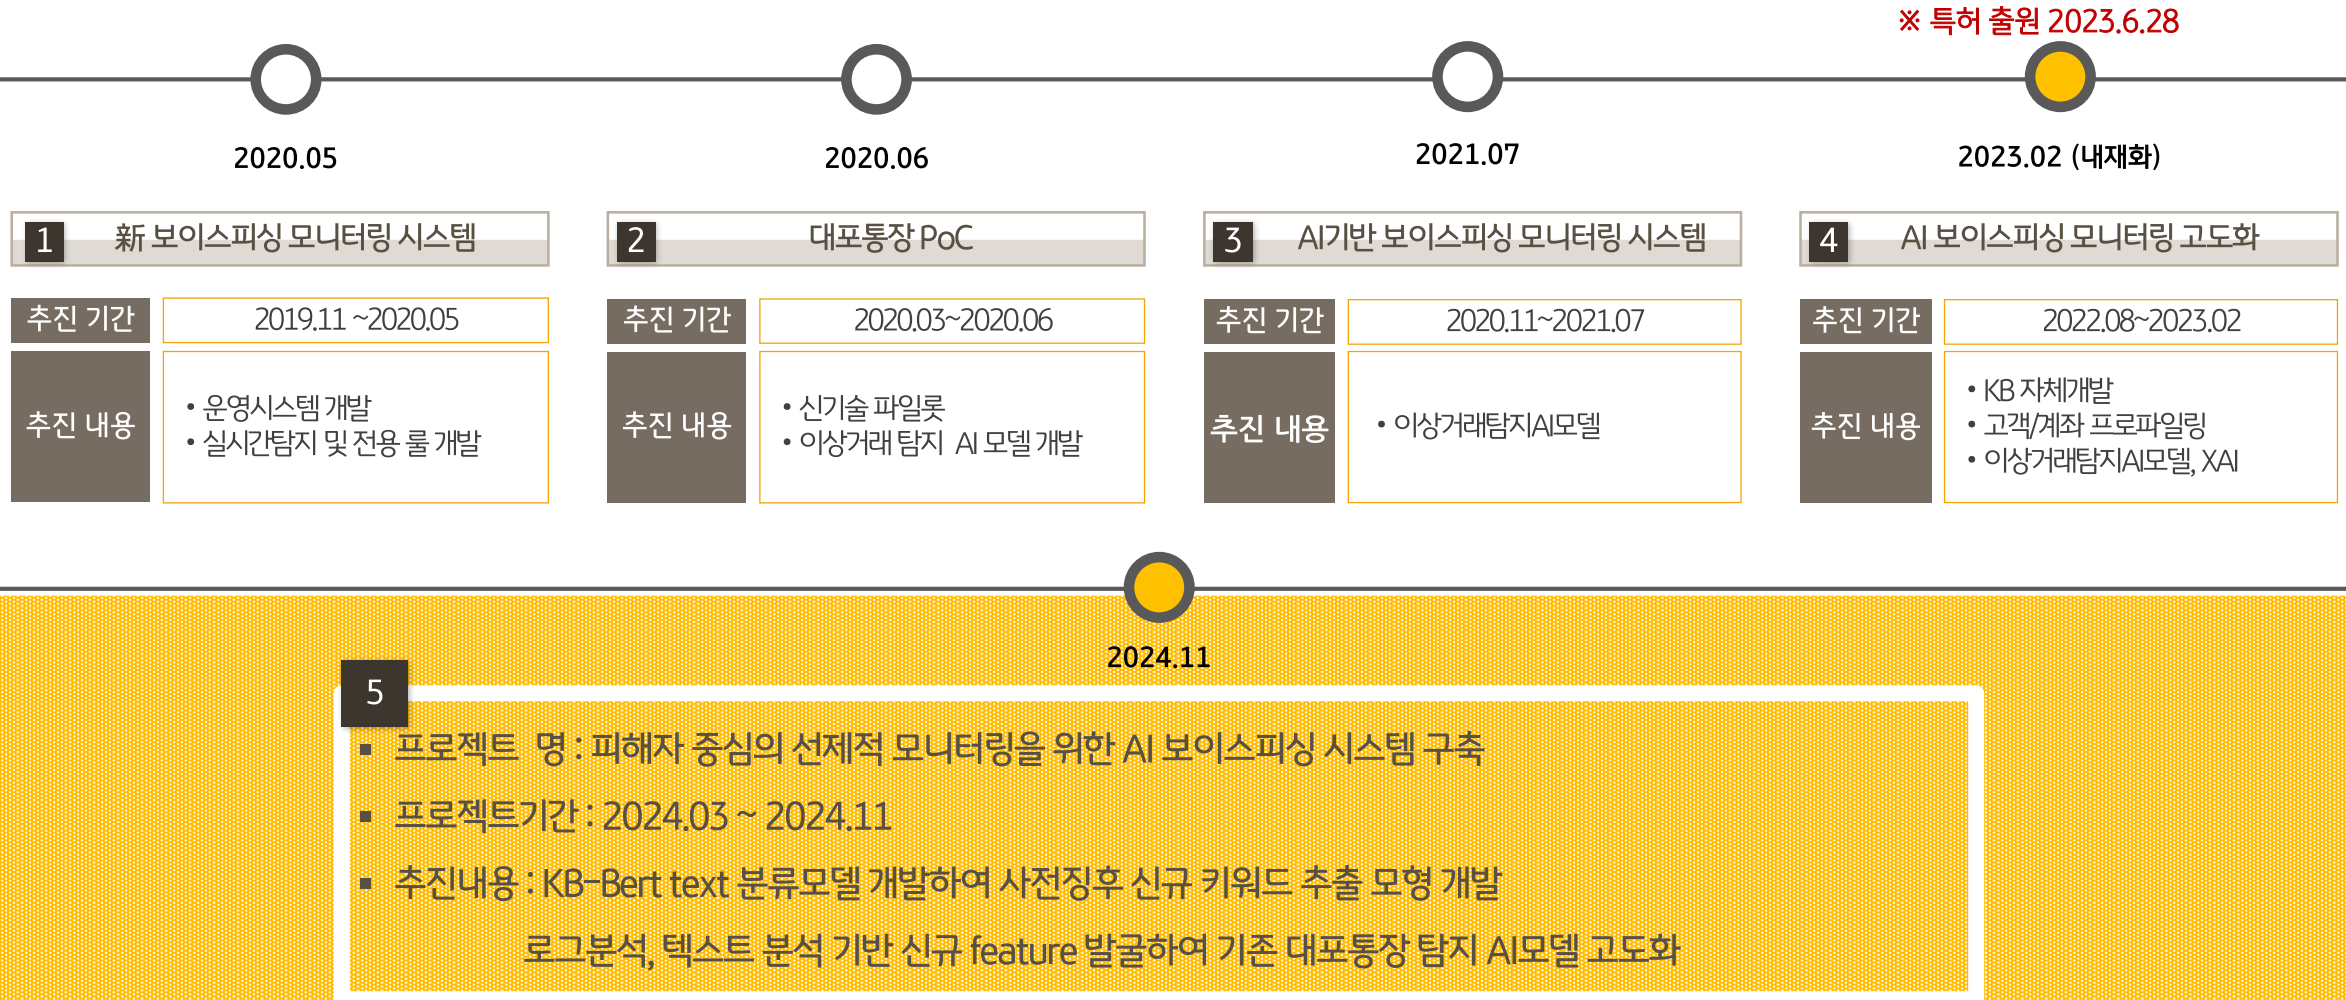 ※ 특허 출원 2023.6.28
2020.05
2020.06
2021.07
2023.02 (내재화)
1 新 보이스피싱 모니터링 시스템
추진 기간 2019.11 ~2020.05
추진 내용
• 운영시스템 개발
• 실시간탐지 및 전용 룰 개발
2 대포통장 PoC
추진 기간 2020.03~2020.06
추진 내용
• 신기술 파일롯
• 이상거래 탐지 AI 모델 개발
3 AI기반 보이스피싱 모니터링 시스템
추진 기간 2020.11~2021.07
추진 내용
• 이상거래탐지AI모델
4 AI 보이스피싱 모니터링 고도화
추진 기간 2022.08~2023.02
추진 내용
• KB 자체개발
• 고객/계좌 프로파일링
• 이상거래탐지AI모델, XAI
2024.11
5
▪ 프로젝트 명 : 피해자 중심의 선제적 모니터링을 위한 AI 보이스피싱 시스템 구축
▪ 프로젝트기간 : 2024.03 ~ 2024.11
▪ 추진내용 : KB-Bert text 분류모델 개발하여 사전징후 신규 키워드 추출 모형 개발
로그분석, 텍스트 분석 기반 신규 feature 발굴하여 기존 대포통장 탐지 AI모델 고도화